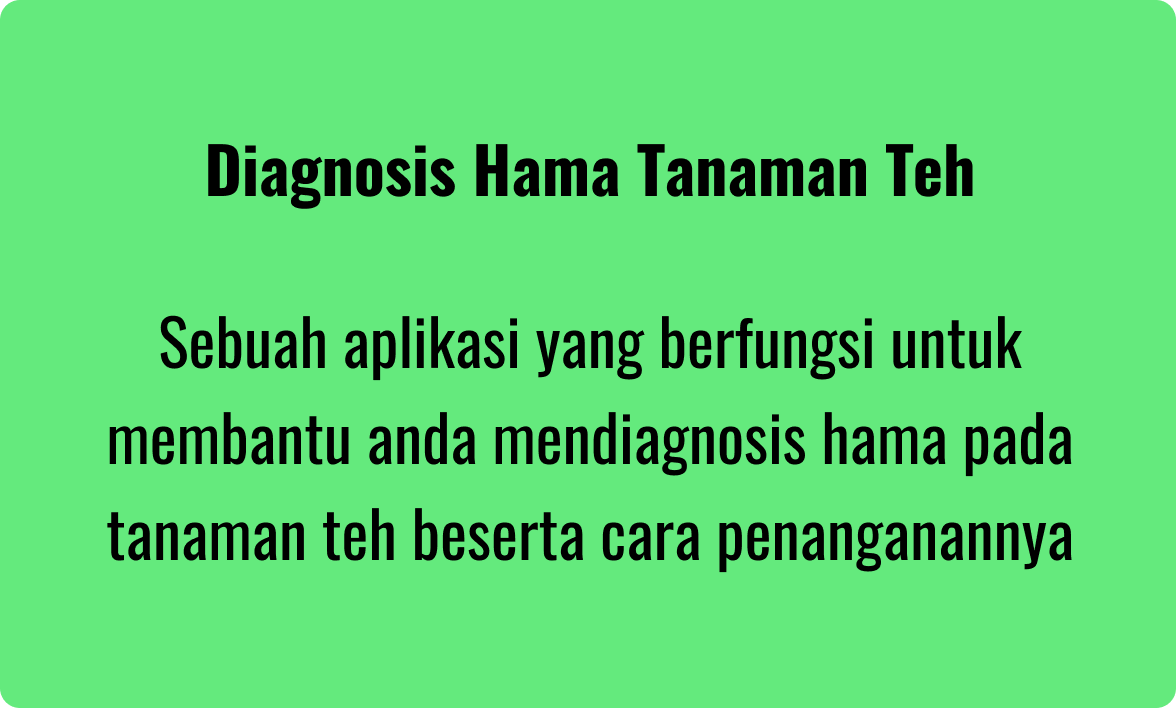 Diagnosis Hama Tanaman Teh
Sebuah aplikasi yang berfungsi untuk
membantu anda mendiagnosis hama pada
tanaman teh beserta cara penanganannya